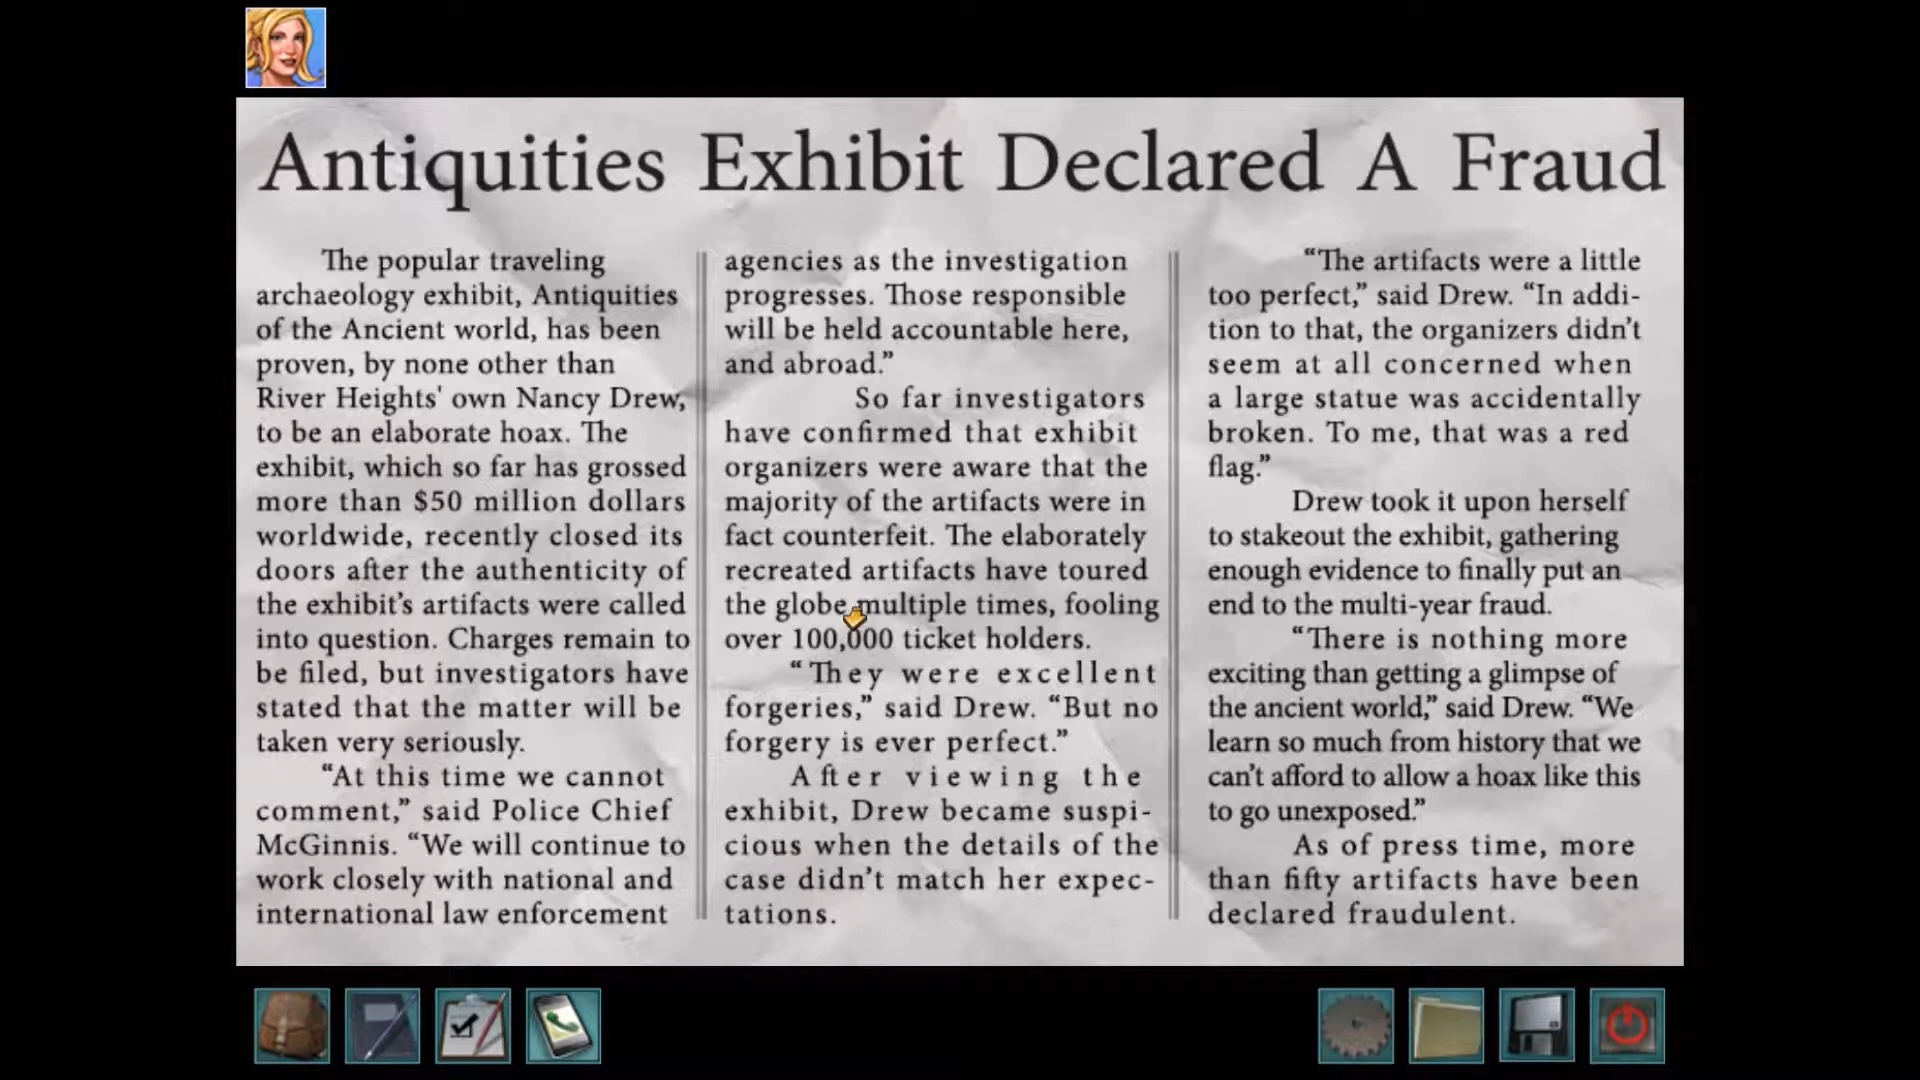 Antiquities Exhibit Declared A Fraud
The popular traveling
archaeology exhibit, Antiquities
of the Ancient world, has been
proven, by none other than
River Heights' own Nancy Drew,
to be an elaborate hoax. The
exhibit, which so far has grossed
more than $50 million dollars
worldwide, recently closed its
doors after the authenticity of
the exhibit's artifacts were called
into question. Charges remain to
be filed, but investigators have
stated that the matter will be
taken very seriously.
“At this time we cannot
comment,” said Police Chief
McGinnis. “We will continue to
work closely with national and
international law enforcement
agencies as the investigation
progresses. Those responsible
will be held accountable here,
and abroad.”
So far investigators
have confirmed that exhibit
organizers were aware that the
majority of the artifacts were in
fact counterfeit. The elaborately
recreated artifacts have toured
the globe multiple times, fooling
over 100,000 ticket holders.
“They were excellent
forgeries,” said Drew. “But no
forgery is ever perfect.”
After viewing the
exhibit, Drew became suspi-
cious when the details of the
case didn’t match her expec-
tations.
“The artifacts were a little
too perfect,” said Drew. “In addi-
tion to that, the organizers didn’t
seem at all concerned when
a large statue was accidentally
broken. To me, that was a red
flag.”
Drew took it upon herself
to stakeout the exhibit, gathering
enough evidence to finally put an
end to the multi-year fraud.
“There is nothing more
exciting than getting a glimpse of
the ancient world,” said Drew. “We
learn so much from history that we
can’t afford to allow a hoax like this
to go unexposed.”
As of press time, more
than fifty artifacts have been
declared fraudulent.